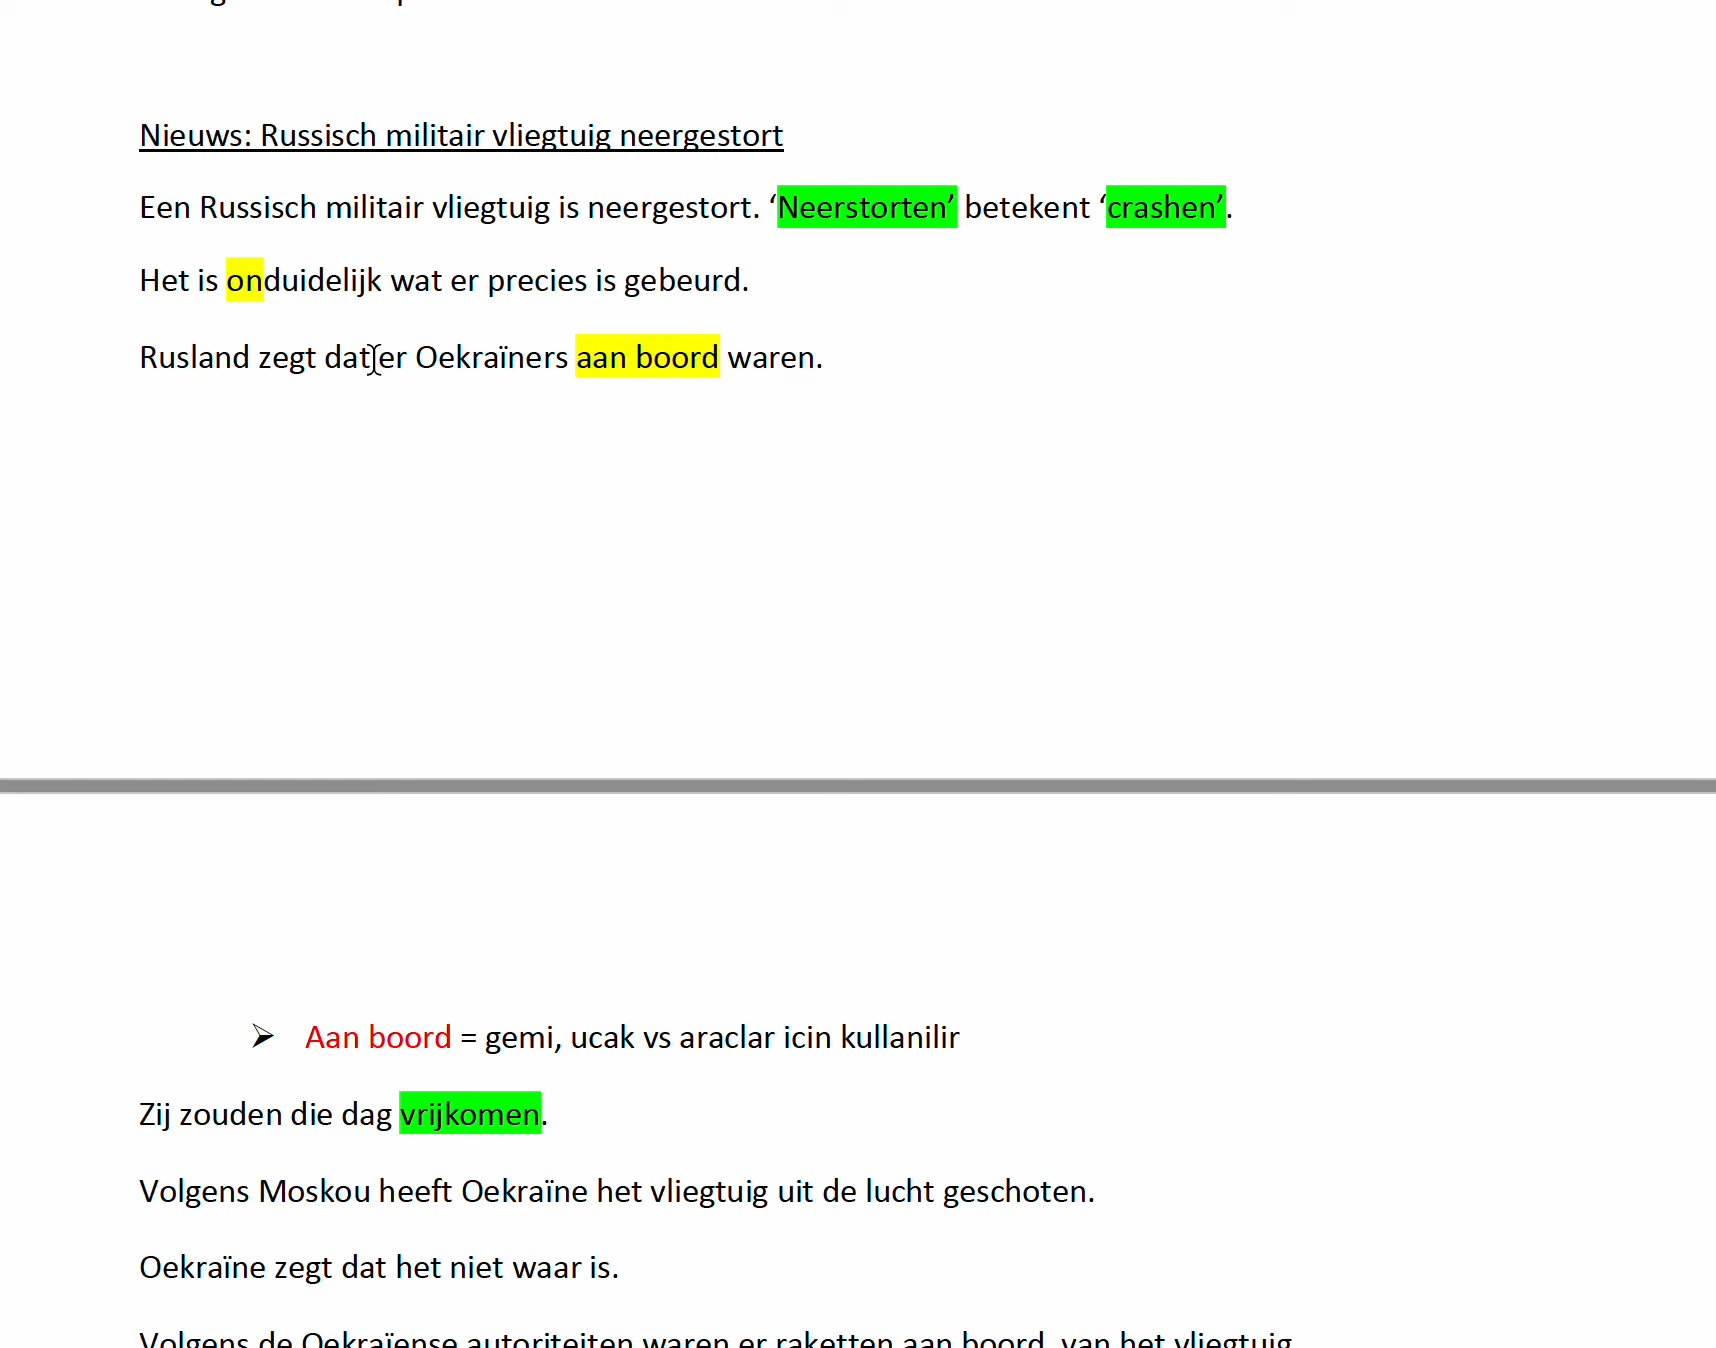 Nieuws: Russisch militair vliegtuig neergestort
Een Russisch militair vliegtuig is neergestort. ‘Neerstorten’ betekent ‘crashen’.
Het is onduidelijk wat er precies is gebeurd.
Rusland zegt dat er Oekraïners aan boord waren.
➢ Aan boord = gemi, ucak vs araclar icin kullanilir
Zij zouden die dag vrijkomen.
Volgens Moskou heeft Oekraïne het vliegtuig uit de lucht geschoten.
Oekraïne zegt dat het niet waar is.
Volgens de Oekraïense autoriteiten waren er raketten aan boord van het vliegtuig